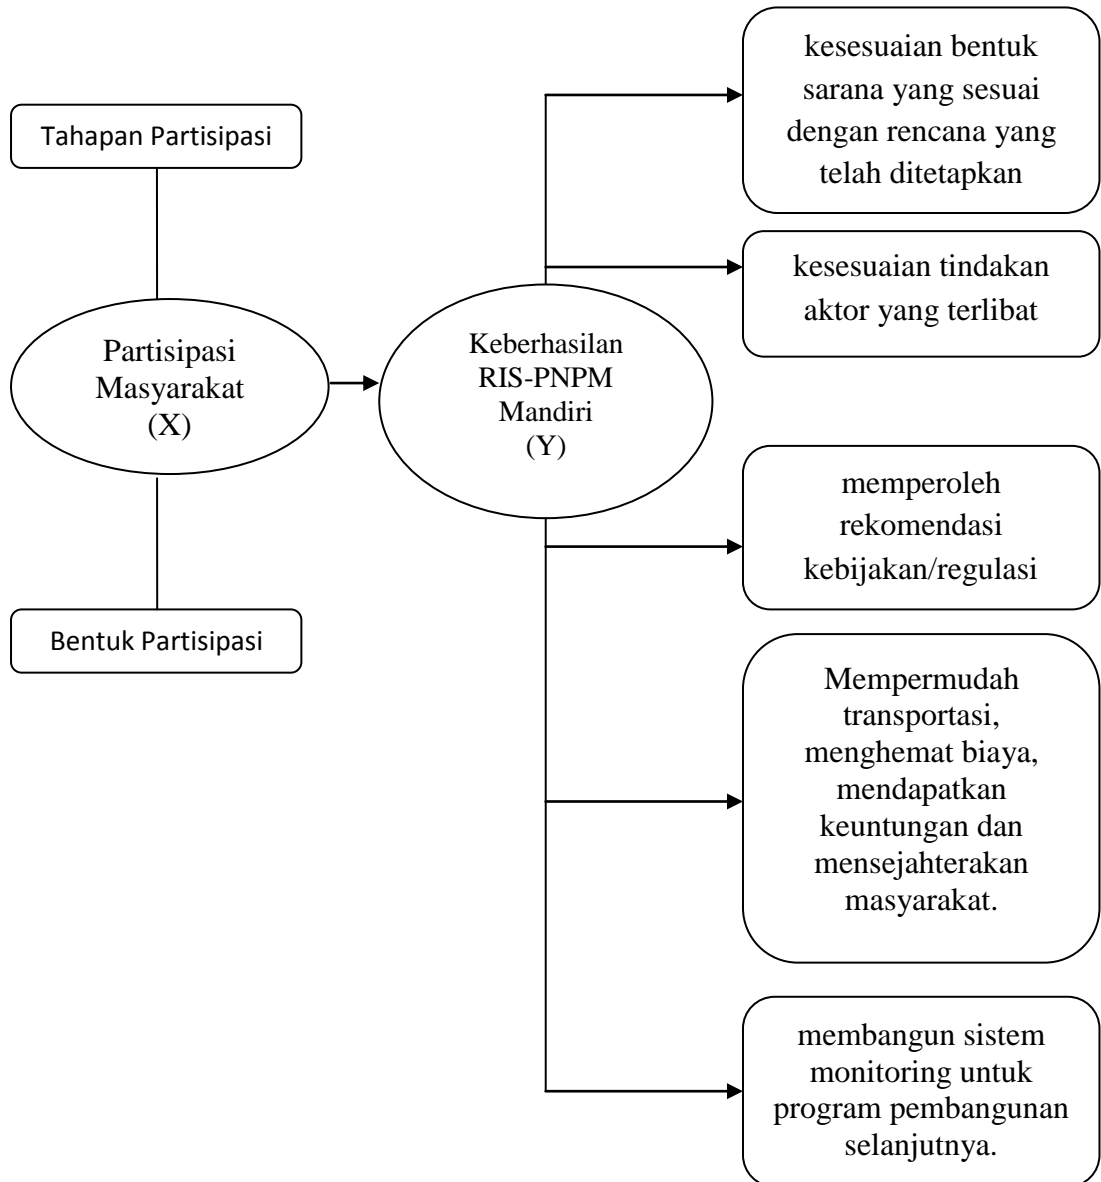 Tahapan Partisipasi
Partisipasi
Masyarakat
(X)
Bentuk Partisipasi
Keberhasilan
RIS-PNPM
Mandiri
(Y)
kesesuaian bentuk
sarana yang sesuai
dengan rencana yang
telah ditetapkan
kesesuaian tindakan
aktor yang terlibat
memperoleh
rekomendasi
kebijakan/regulasi
Mempermudah
transportasi,
menghemat biaya,
mendapatkan
keuntungan dan
mensejahterakan
masyarakat.
membangun sistem
monitoring untuk
program pembangunan
selanjutnya.